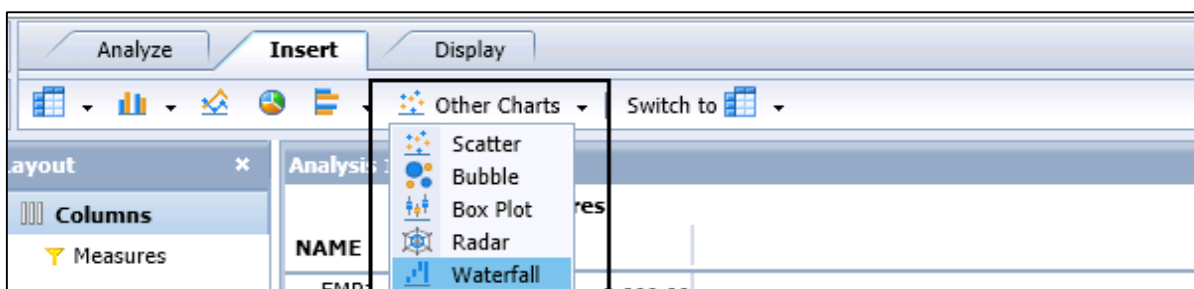 Analyze Insert Display
Other Charts Switch to
Scatter
ayout Analysis
Bubble
Columns
Box Plot res
Radar
NAME
Measures
Waterfall